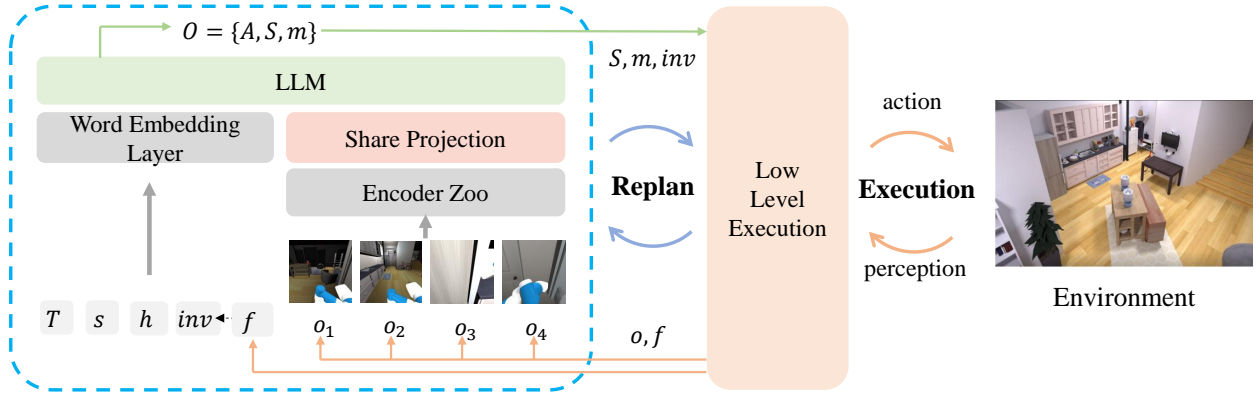 O = {A, S, m}
LLM
Word Embedding
Layer
Share Projection
Encoder Zoo
T
s
h
inv
f
o₁
o₂
o₃
o₄
S, m, inv
Replan
o, f
Low
Level
Execution
action
Execution
perception
Environment